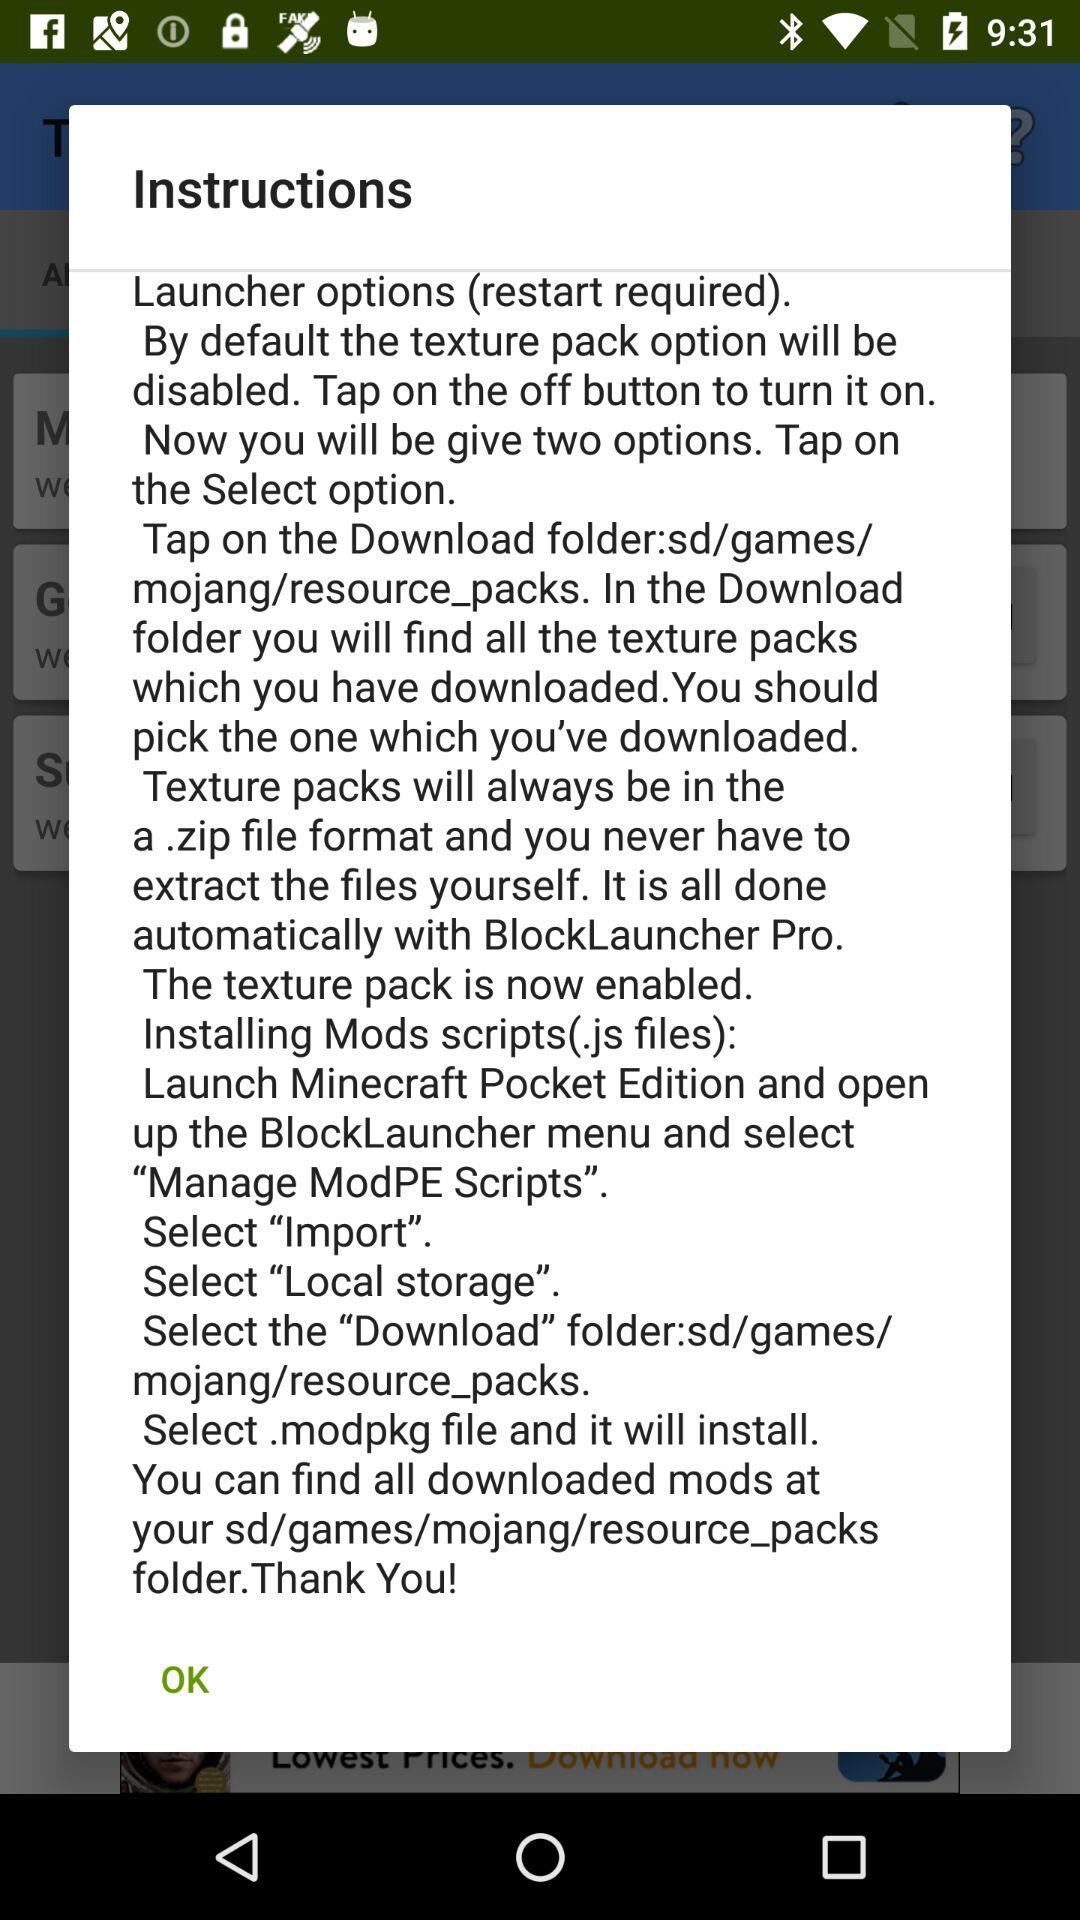 FAKE
9:31
T
?
Instructions
Launcher options (restart required).
By default the texture pack option will be
disabled. Tap on the off button to turn it on.
Now you will be give two options. Tap on
the Select option.
Tap on the Download folder:sd/games/
mojang/resource_packs. In the Download
folder you will find all the texture packs
which you have downloaded.You should
pick the one which you’ve downloaded.
Texture packs will always be in the
a .zip file format and you never have to
extract the files yourself. It is all done
automatically with BlockLauncher Pro.
The texture pack is now enabled.
Installing Mods scripts(.js files):
Launch Minecraft Pocket Edition and open
up the BlockLauncher menu and select
“Manage ModPE Scripts”.
Select “Import”.
Select “Local storage”.
Select the “Download” folder:sd/games/
mojang/resource_packs.
Select .modpkg file and it will install.
You can find all downloaded mods at
your sd/games/mojang/resource_packs
folder.Thank You!
OK
Lowest Prices. Download now